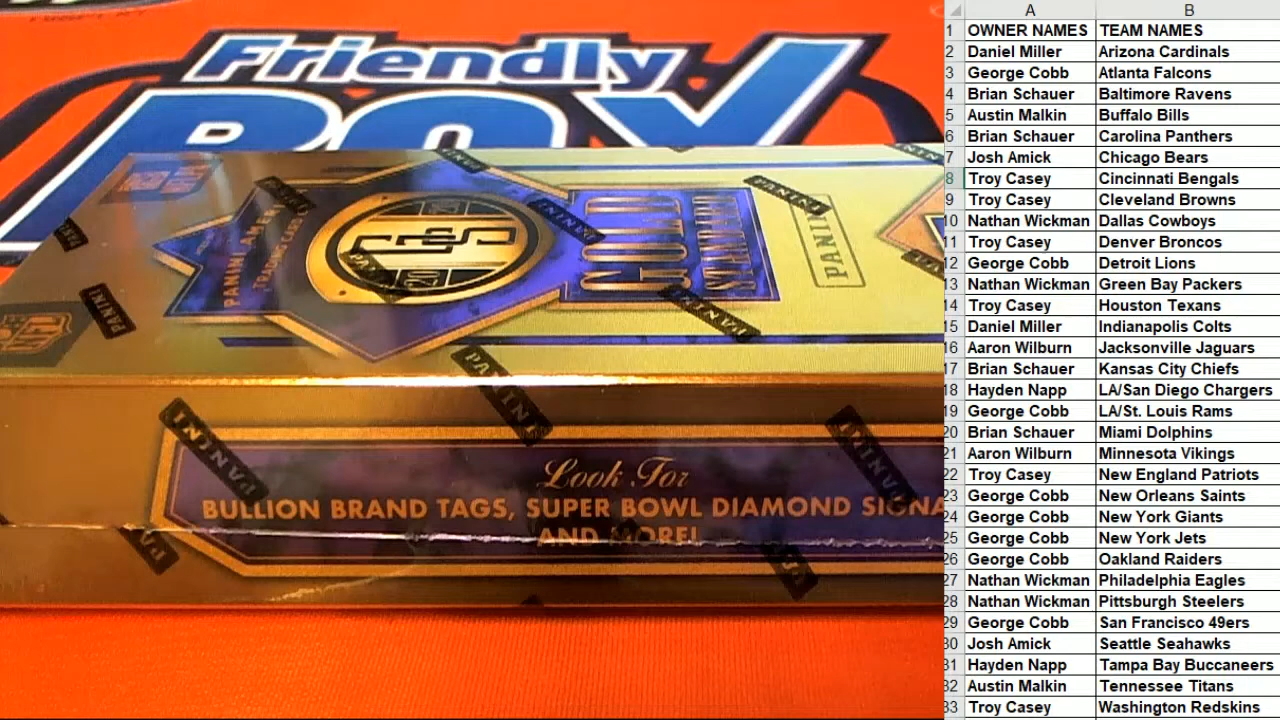 Friendly
BOX
PANINI AMERICA
TRADING CARDS
GS
20
GOLD
STANDARD
PANINI
Look For
BULLION BRAND TAGS, SUPER BOWL DIAMOND SIGNA
AND MORE!
A B
1 OWNER NAMES TEAM NAMES
2 Daniel Miller Arizona Cardinals
3 George Cobb Atlanta Falcons
4 Brian Schauer Baltimore Ravens
5 Austin Malkin Buffalo Bills
6 Brian Schauer Carolina Panthers
7 Josh Amick Chicago Bears
8 Troy Casey Cincinnati Bengals
9 Troy Casey Cleveland Browns
10 Nathan Wickman Dallas Cowboys
11 Troy Casey Denver Broncos
12 George Cobb Detroit Lions
13 Nathan Wickman Green Bay Packers
14 Troy Casey Houston Texans
15 Daniel Miller Indianapolis Colts
16 Aaron Wilburn Jacksonville Jaguars
17 Brian Schauer Kansas City Chiefs
18 Hayden Napp LA/San Diego Chargers
19 George Cobb LA/St. Louis Rams
20 Brian Schauer Miami Dolphins
21 Aaron Wilburn Minnesota Vikings
22 Troy Casey New England Patriots
23 George Cobb New Orleans Saints
24 George Cobb New York Giants
25 George Cobb New York Jets
26 George Cobb Oakland Raiders
27 Nathan Wickman Philadelphia Eagles
28 Nathan Wickman Pittsburgh Steelers
29 George Cobb San Francisco 49ers
30 Josh Amick Seattle Seahawks
31 Hayden Napp Tampa Bay Buccaneers
32 Austin Malkin Tennessee Titans
33 Troy Casey Washington Redskins